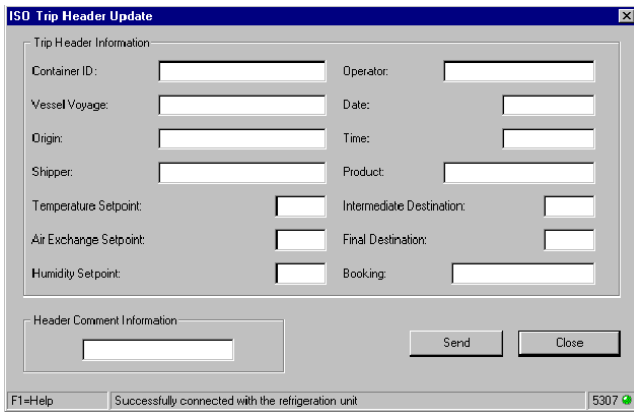 ISO Trip Header Update
Trip Header Information
Container ID: Operator:
Vessel Voyage: Date:
Origin: Time:
Shipper: Product:
Temperature Setpoint: Intermediate Destination:
Air Exchange Setpoint: Final Destination:
Humidity Setpoint: Booking:
Header Comment Information
Send Close
F1=Help Successfully connected with the refrigeration unit 5307